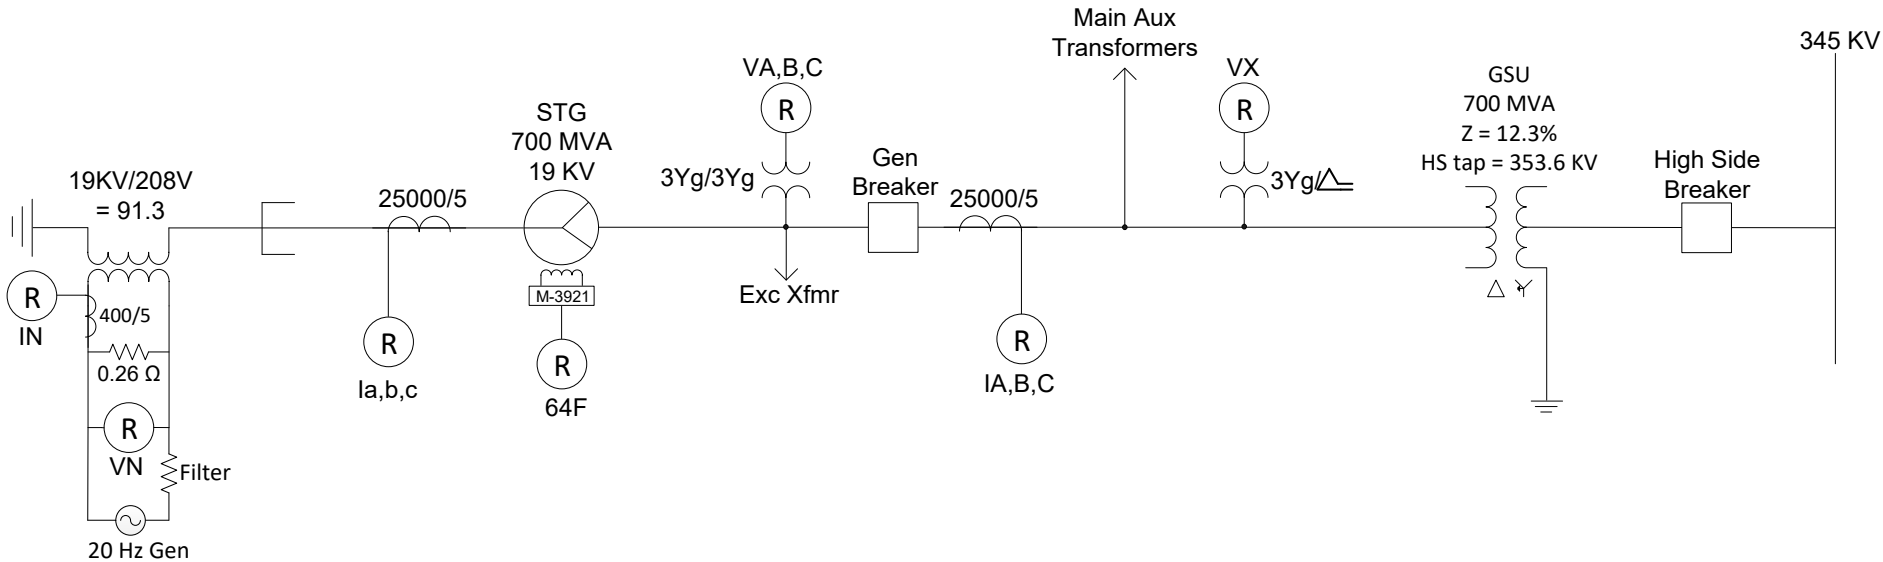 19KV/208V
= 91.3
R
IN
400/5
0.26 Ω
R
VN
Filter
20 Hz Gen
25000/5
R
Ia,b,c
STG
700 MVA
19 KV
M-3921
R
64F
VA,B,C
R
3Yg/3Yg
Exc Xfmr
Gen
Breaker
25000/5
R
IA,B,C
Main Aux
Transformers
VX
R
3Yg/
GSU
700 MVA
Z = 12.3%
HS tap = 353.6 KV
High Side
Breaker
345 KV